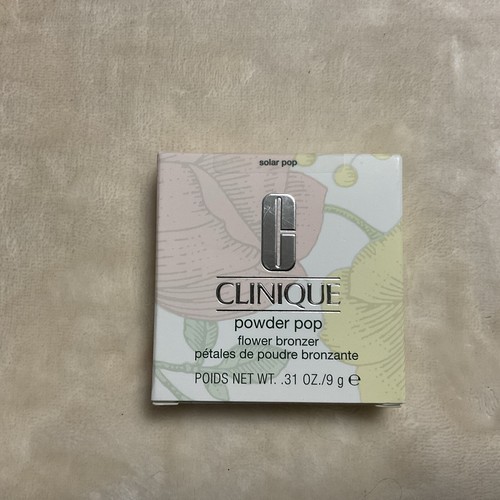 solar pop
CLINIQUE
powder pop
flower bronzer
pétales de poudre bronzante
POIDS NET WT. .31 OZ./9 g ℮